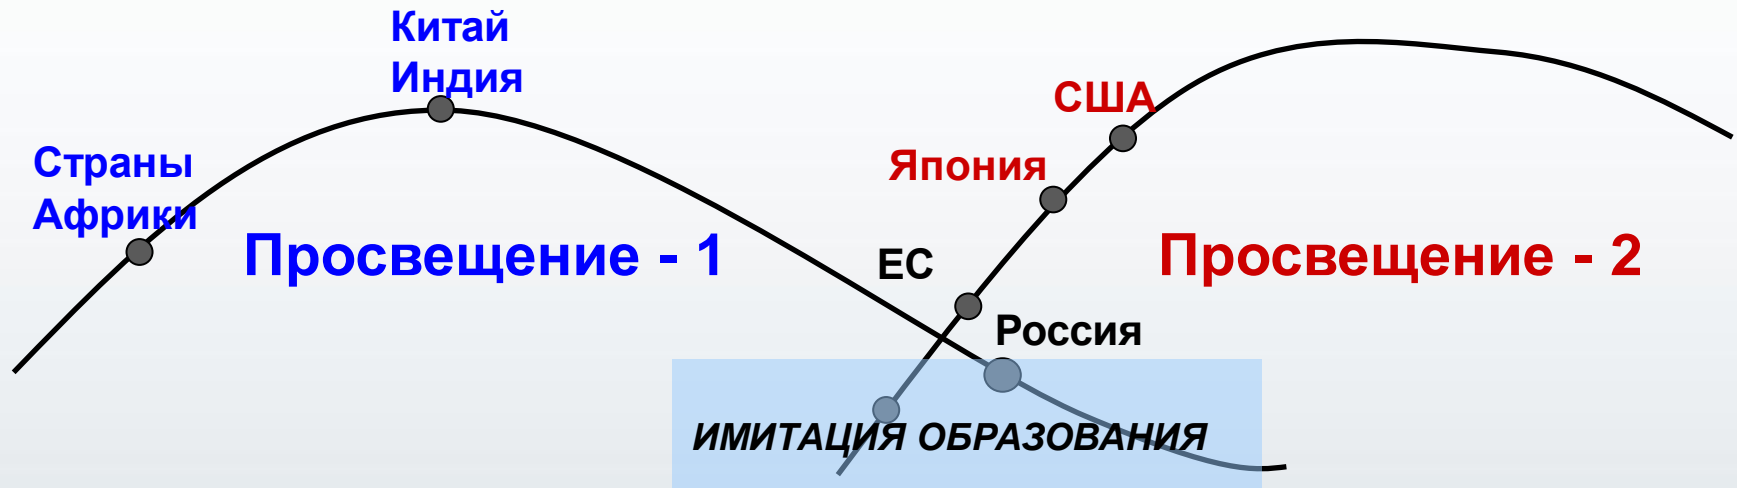 Китай
Индия
Страны
Африки
Просвещение - 1
США
Япония
ЕС
Просвещение - 2
Россия
ИМИТАЦИЯ ОБРАЗОВАНИЯ